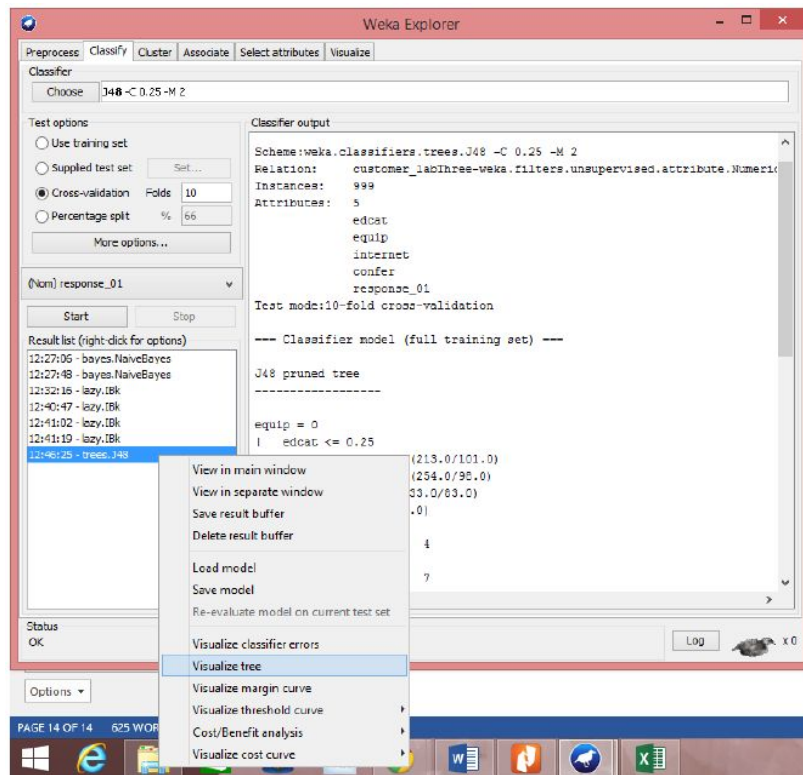 Weka Explorer
Preprocess Classify Cluster Associate Select attributes Visualize
Classifier
Choose J48 -C 0.25 -M 2
Test options
Use training set
Supplied test set Set...
Cross-validation Folds 10
Percentage split % 66
More options...
(Nom) response_01
Start Stop
Result list (right-click for options)
12:27:06 - bayes.NaiveBayes
12:27:48 - bayes.NaiveBayes
12:32:16 - lazy.IBk
12:40:47 - lazy.IBk
12:41:02 - lazy.IBk
12:41:19 - lazy.IBk
12:46:25 - trees.J48
Classifier output
Scheme:weka.classifiers.trees.J48 -C 0.25 -M 2
Relation: customer_labThree-weka.filters.unsupervised.attribute.Numeric
Instances: 999
Attributes: 5
edcat
equip
internet
confer
response_01
Test mode:10-fold cross-validation
--- Classifier model (full training set) ---
J48 pruned tree
------------------
equip = 0
| edcat <= 0.25
(213.0/101.0)
(254.0/98.0)
33.0/83.0)
.0)
4
7
View in main window
View in separate window
Save result buffer
Delete result buffer
Load model
Save model
Re-evaluate model on current test set
Visualize classifier errors
Visualize tree
Visualize margin curve
Visualize threshold curve
Cost/Benefit analysis
Visualize cost curve
Status
OK
Log x 0
Options
PAGE 14 OF 14 625 WOR